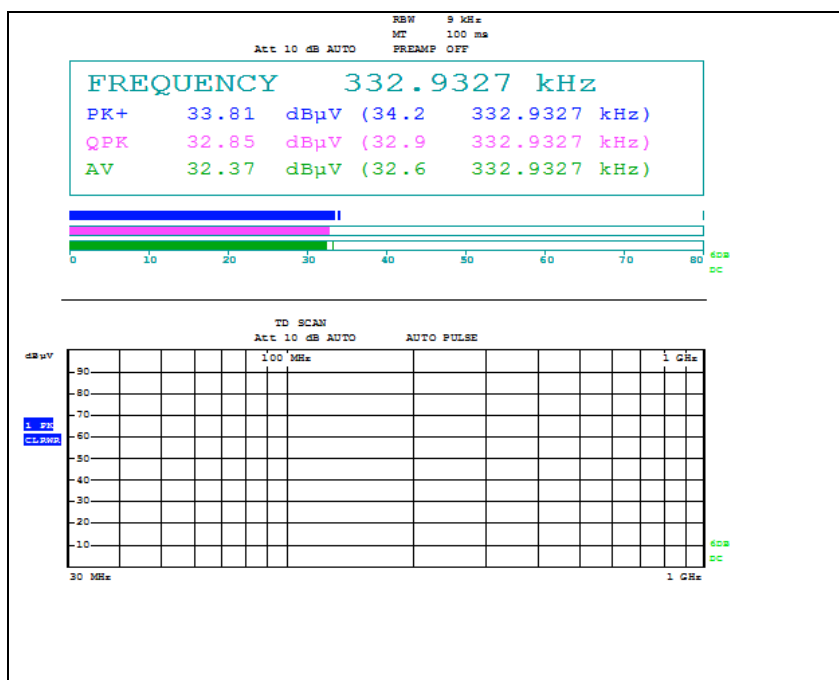 RBW 9 kHz
MT 100 ms
Att 10 dB AUTO PREAMP OFF
FREQUENCY 332.9327 kHz
PK+ 33.81 dBµV (34.2 332.9327 kHz)
QPK 32.85 dBµV (32.9 332.9327 kHz)
AV 32.37 dBµV (32.6 332.9327 kHz)
0 10 20 30 40 50 60 70 80
6DB
DC
TD SCAN
Att 10 dB AUTO AUTO PULSE
dBµV
100 MHz 1 GHz
90
80
70
1 PK
CLRWR
60
50
40
30
20
10
6DB
DC
30 MHz 1 GHz